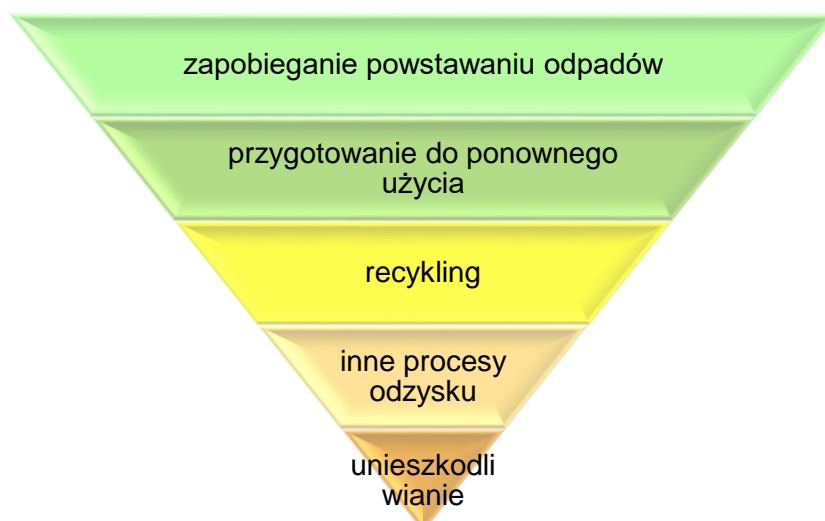 zapobieganie powstawaniu odpadów
przygotowanie do ponownego
użycia
recykling
inne procesy
odzysku
unieszkodli
wianie